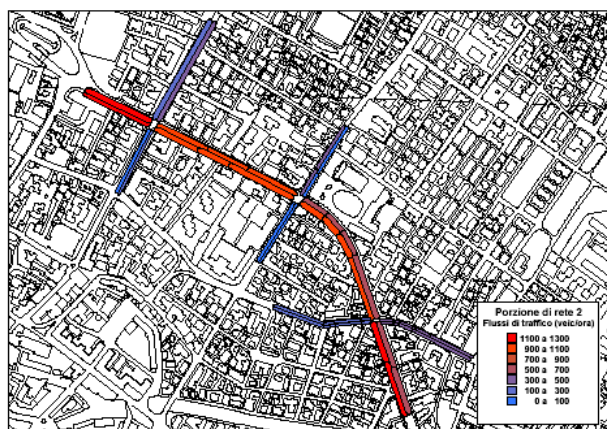 Porzione di rete 2
Flussi di traffico (veic/ora)
1100 a 1300
900 a 1100
700 a 900
500 a 700
300 a 500
100 a 300
0 a 100